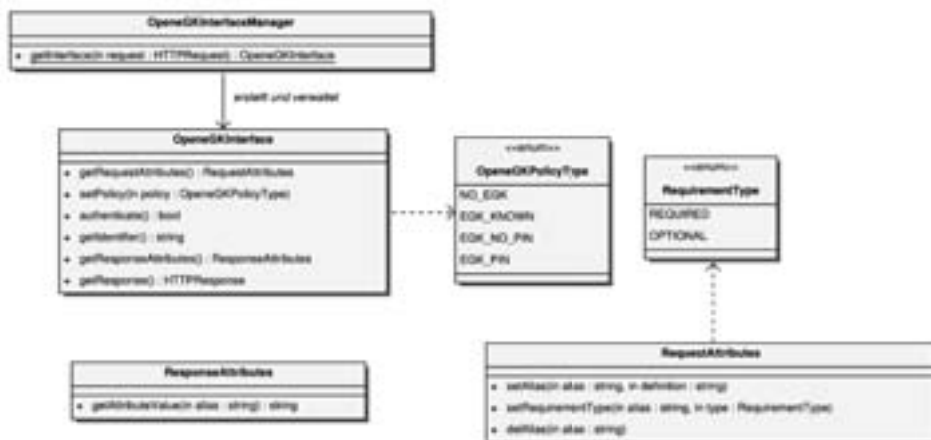 OpeneGKInterfaceManager
+ getInterface(in request : HTTPRequest) : OpeneGKInterface
erstellt und verwaltet
OpeneGKInterface
+ getRequestAttributes() : RequestAttributes
+ setPolicy(in policy : OpeneGKPolicyType)
+ authenticate() : bool
+ getIdentifier() : string
+ getResponseAttributes() : ResponseAttributes
+ getResponse() : HTTPResponse
<<enum>>
OpeneGKPolicyType
NO_EGK
EGK_KNOWN
EGK_NO_PIN
EGK_PIN
<<enum>>
RequirementType
REQUIRED
OPTIONAL
ResponseAttributes
+ getAttributeValue(in alias : string) : string
RequestAttributes
+ setAlias(in alias : string, in definition : string)
+ setRequirementType(in alias : string, in type : RequirementType)
+ delAlias(in alias : string)